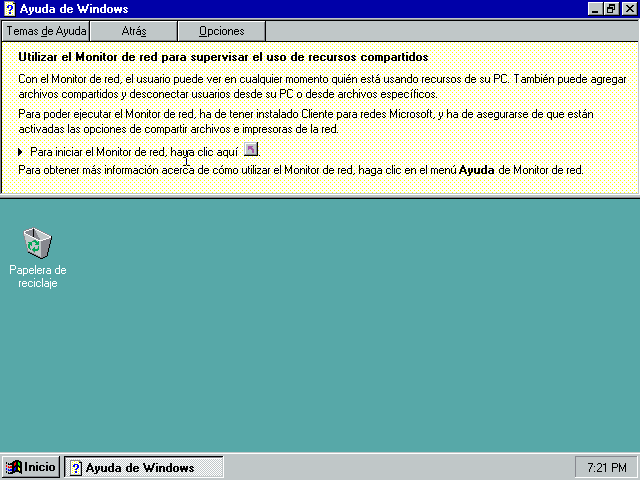 Ayuda de Windows
Temas de Ayuda Atrás Opciones
Utilizar el Monitor de red para supervisar el uso de recursos compartidos
Con el Monitor de red, el usuario puede ver en cualquier momento quién está usando recursos de su PC. También puede agregar
archivos compartidos y desconectar usuarios desde su PC o desde archivos específicos.
Para poder ejecutar el Monitor de red, ha de tener instalado Cliente para redes Microsoft, y ha de asegurarse de que están
activadas las opciones de compartir archivos e impresoras de la red.
Para iniciar el Monitor de red, haga clic aquí .
Para obtener más información acerca de cómo utilizar el Monitor de red, haga clic en el menú Ayuda de Monitor de red.
Papelera de
reciclaje
Inicio Ayuda de Windows 7:21 PM